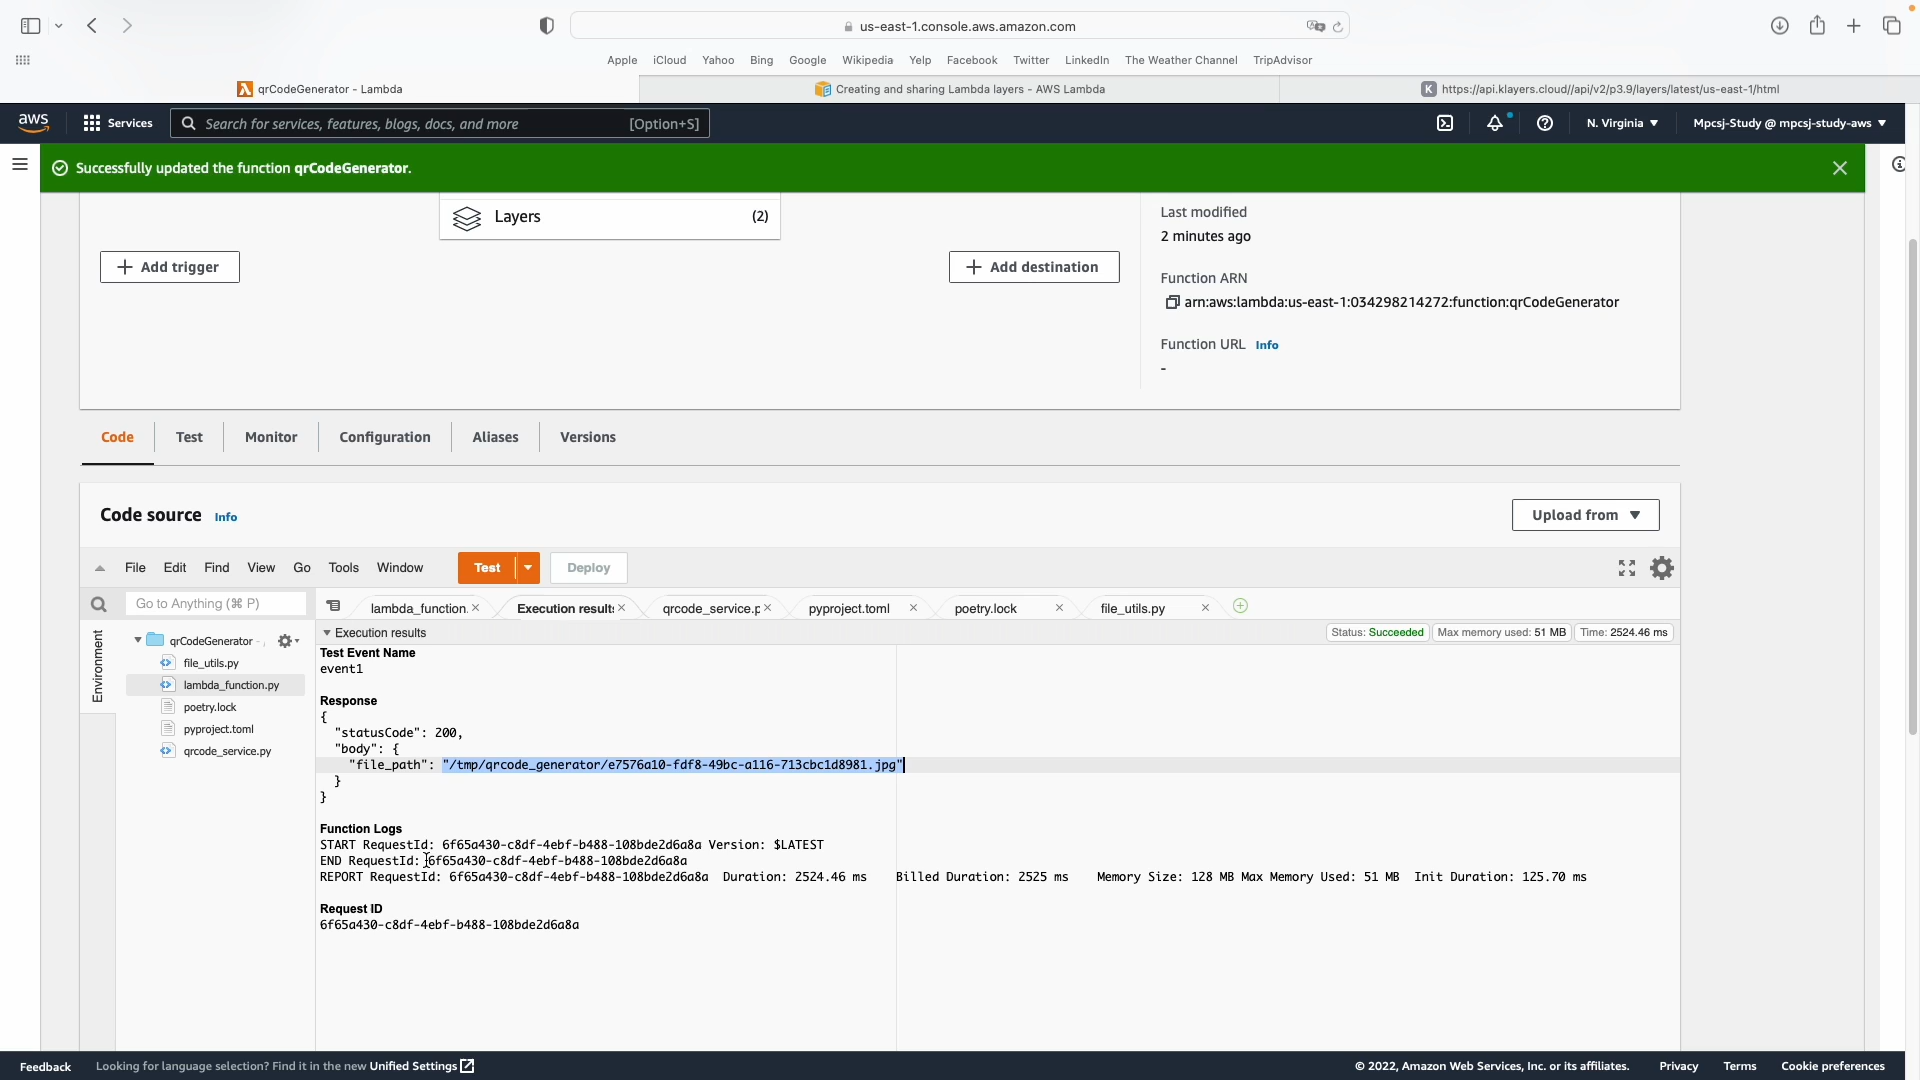 us-east-1.console.aws.amazon.com
Apple iCloud Yahoo Bing Google Wikipedia Yelp Facebook Twitter LinkedIn The Weather Channel TripAdvisor
qrCodeGenerator - Lambda
Creating and sharing Lambda layers - AWS Lambda
K https://api.klayers.cloud//api/v2/p3.9/layers/latest/us-east-1/html
aws Services Search for services, features, blogs, docs, and more [Option+S] N. Virginia Mpcsj-Study @ mpcsj-study-aws
Successfully updated the function qrCodeGenerator.
Layers (2)
Last modified
2 minutes ago
+ Add trigger
+ Add destination
Function ARN
arn:aws:lambda:us-east-1:034298214272:function:qrCodeGenerator
Function URL Info
-
Code Test Monitor Configuration Aliases Versions
Code source Info
Upload from
File Edit Find View Go Tools Window Test Deploy
Go to Anything (⌘ P)
lambda_function. Execution results qrcode_service.p pyproject.toml poetry.lock file_utils.py
Environment
qrCodeGenerator -
file_utils.py
lambda_function.py
poetry.lock
pyproject.toml
qrcode_service.py
Execution results
Status: Succeeded Max memory used: 51 MB Time: 2524.46 ms
Test Event Name
event1
Response
{
"statusCode": 200,
"body": {
"file_path": "/tmp/qrcode_generator/e7576a10-fdf8-49bc-a116-713cbc1d8981.jpg"
}
}
Function Logs
START RequestId: 6f65a430-c8df-4ebf-b488-108bde2d6a8a Version: $LATEST
END RequestId: 6f65a430-c8df-4ebf-b488-108bde2d6a8a
REPORT RequestId: 6f65a430-c8df-4ebf-b488-108bde2d6a8a Duration: 2524.46 ms Billed Duration: 2525 ms Memory Size: 128 MB Max Memory Used: 51 MB Init Duration: 125.70 ms
Request ID
6f65a430-c8df-4ebf-b488-108bde2d6a8a
Feedback Looking for language selection? Find it in the new Unified Settings © 2022, Amazon Web Services, Inc. or its affiliates. Privacy Terms Cookie preferences